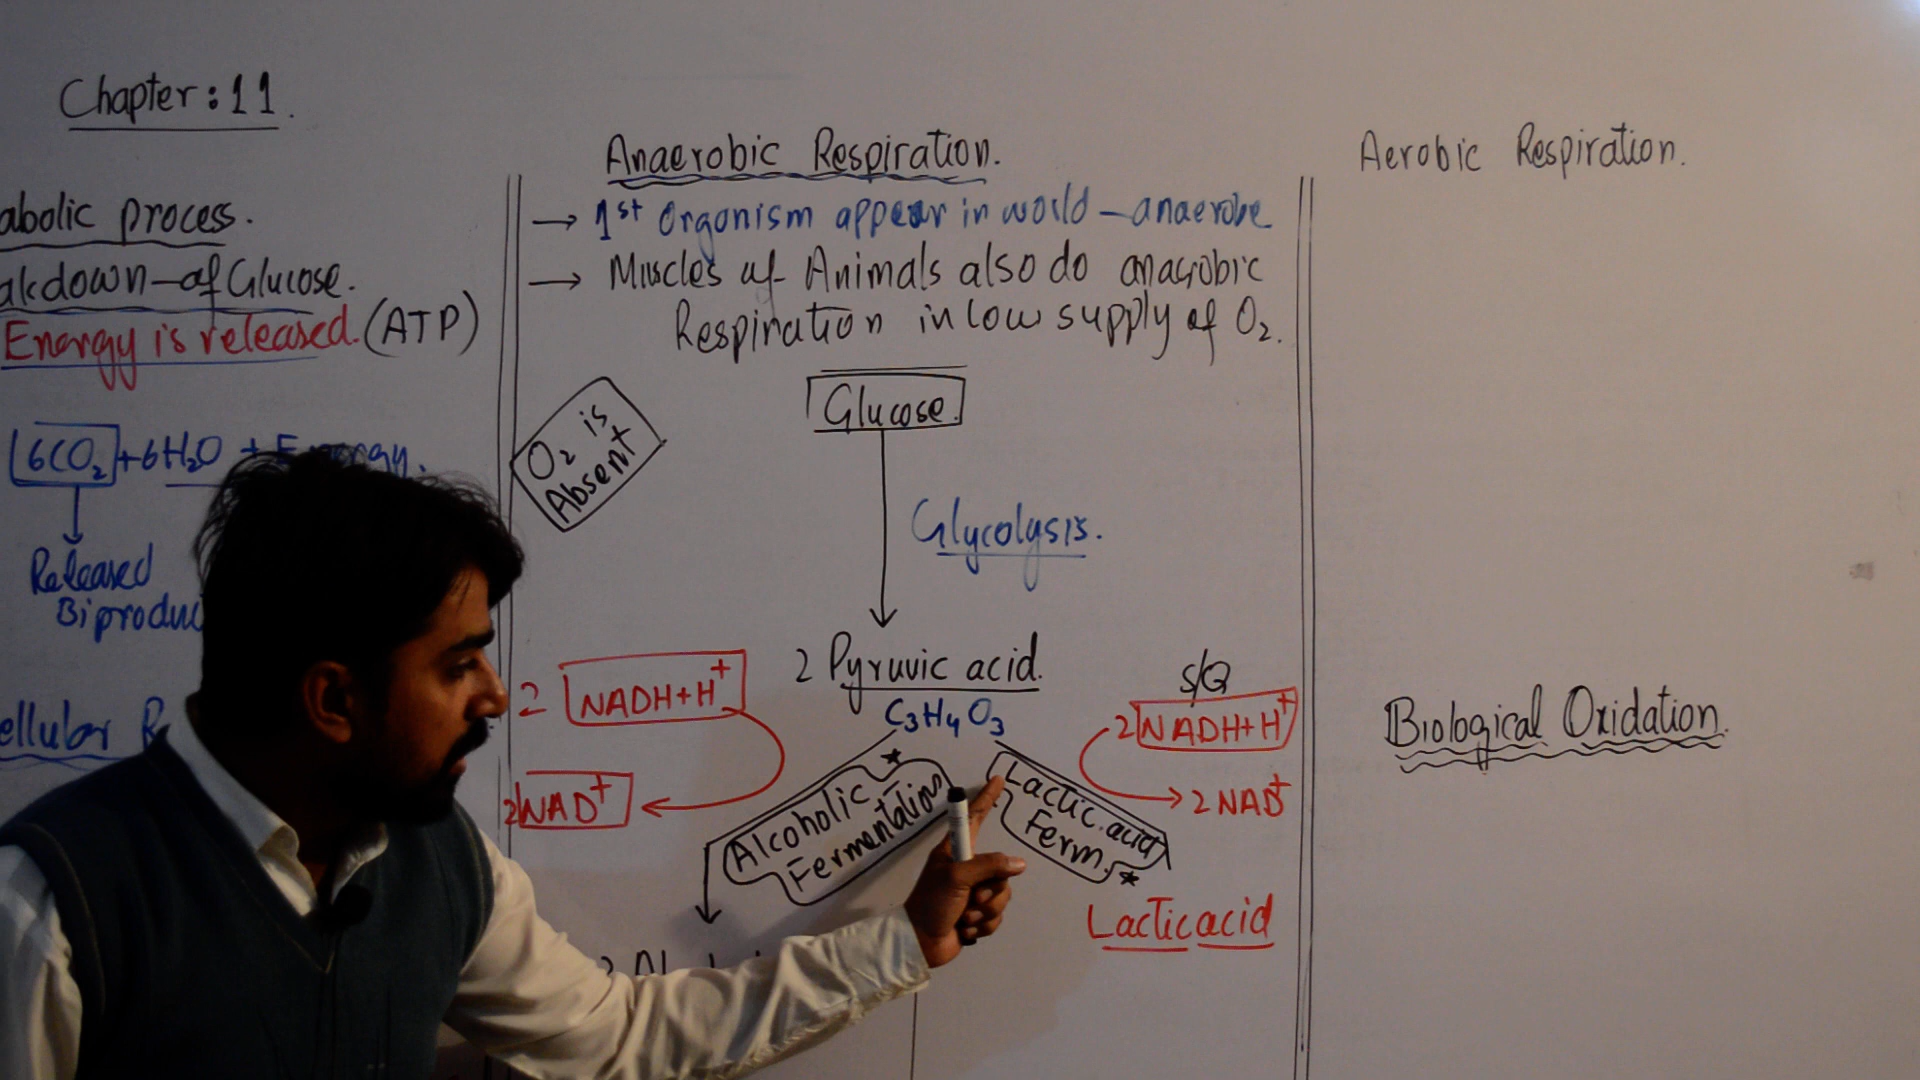 Chapter: 11.
abolic process.
akdown-of Glucose.
Energy is released. (ATP)
6CO2 + 6H2O + Energy.
Released
Biproduc
ellular R
Anaerobic Respiration.
→ 1st Orgonism appear in world - anaerobe
→ Muscles of Animals also do anaerobic
Respiration in low supply of O2.
O2 is
Absent
Glucose.
Glycolysis.
2 Pyruvic acid.
C3H4O3
2 NADH+H+
2NAD+
Alcoholic
Fermentation
S/Q
2 NADH+H+
2 NAD+
Lactic acid
Ferm.
Lactic acid
Aerobic Respiration.
Biological Oxidation.